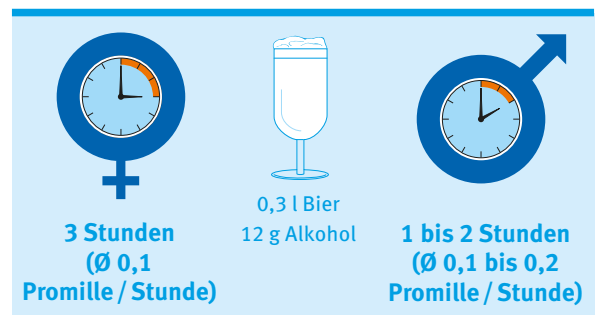 3 Stunden
(Ø 0,1
Promille / Stunde)
0,3 l Bier
12 g Alkohol
1 bis 2 Stunden
(Ø 0,1 bis 0,2
Promille / Stunde)